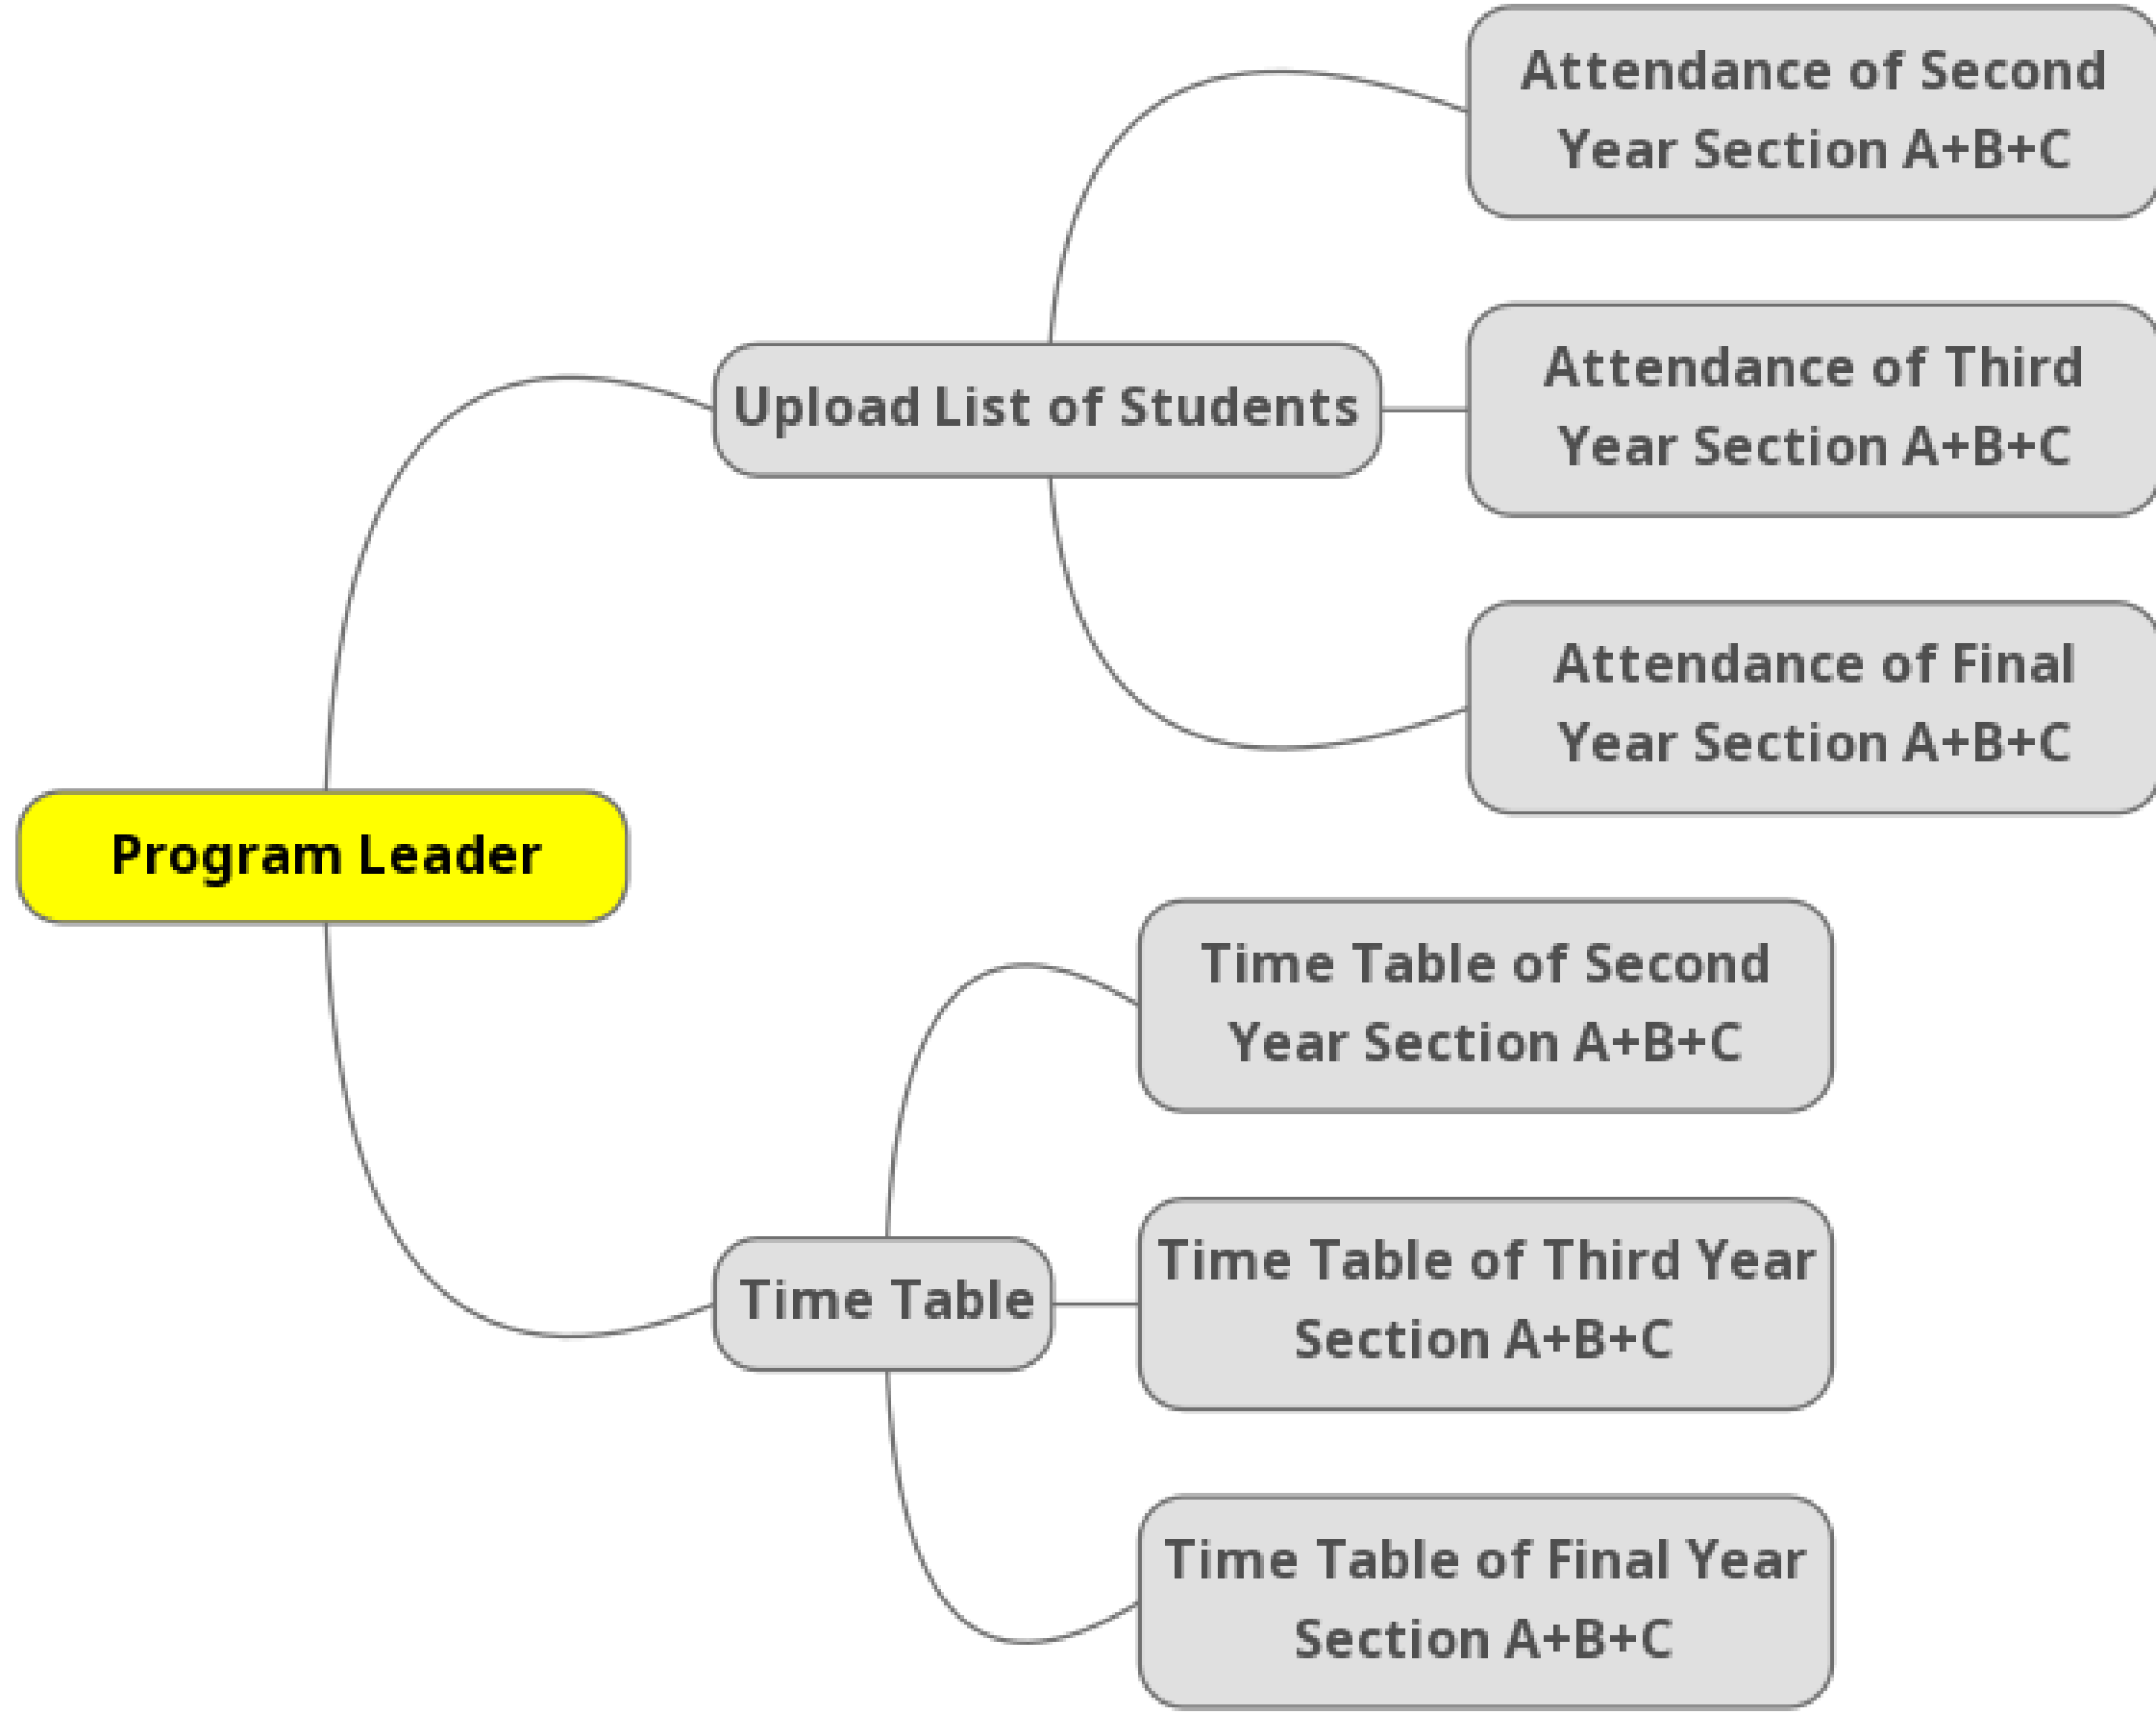 Attendance of Second
Year Section A+B+C
Attendance of Third
Year Section A+B+C
Upload List of Students
Attendance of Final
Year Section A+B+C
Program Leader
Time Table of Second
Year Section A+B+C
Time Table of Third Year
Section A+B+C
Time Table
Time Table of Final Year
Section A+B+C